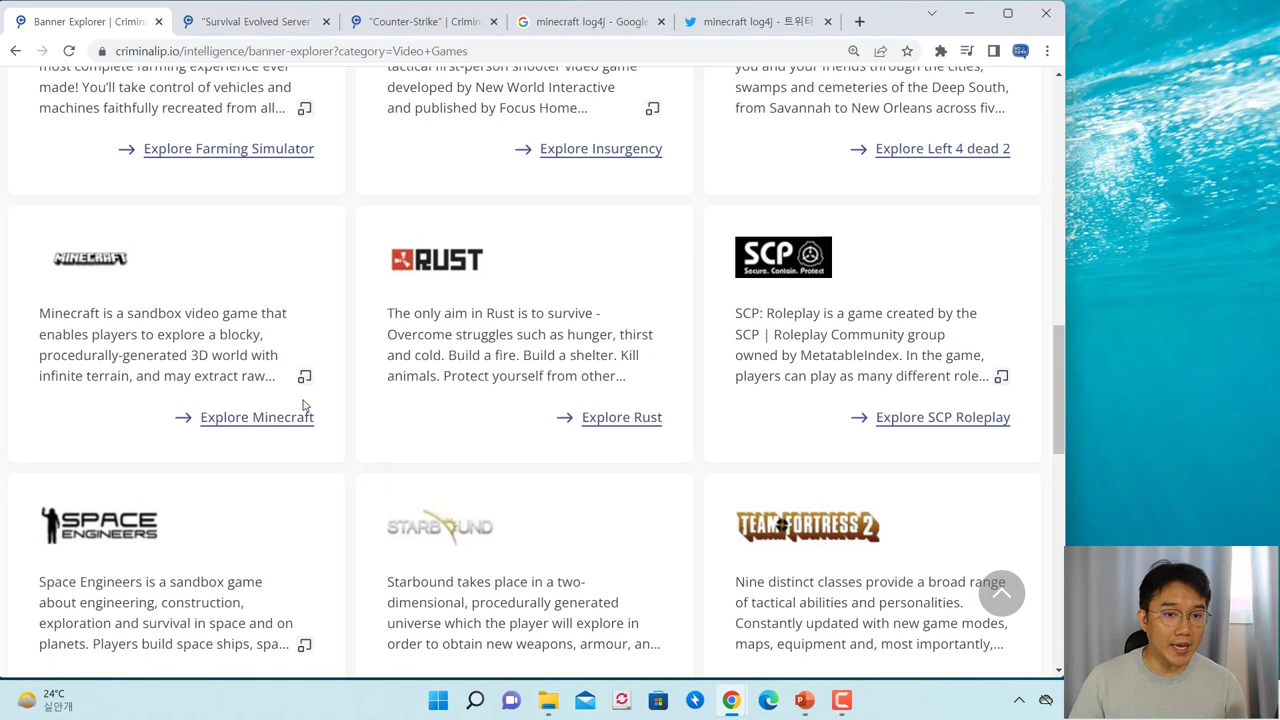 Banner Explorer | Crimina
"Survival Evolved Server"
"Counter-Strike" | Crimin
minecraft log4j - Google
minecraft log4j - 트위터
criminalip.io/intelligence/banner-explorer?category=Video+Games
most complete farming experience ever
made! You'll take control of vehicles and
machines faithfully recreated from all...
Explore Farming Simulator
tactical first-person shooter video game
developed by New World Interactive
and published by Focus Home...
Explore Insurgency
you and your friends through the cities,
swamps and cemeteries of the Deep South,
from Savannah to New Orleans across fiv...
Explore Left 4 dead 2
MINECRAFT
Minecraft is a sandbox video game that
enables players to explore a blocky,
procedurally-generated 3D world with
infinite terrain, and may extract raw...
Explore Minecraft
RUST
The only aim in Rust is to survive -
Overcome struggles such as hunger, thirst
and cold. Build a fire. Build a shelter. Kill
animals. Protect yourself from other...
Explore Rust
SCP
Secure. Contain. Protect
SCP: Roleplay is a game created by the
SCP | Roleplay Community group
owned by MetatableIndex. In the game,
players can play as many different role...
Explore SCP Roleplay
SPACE
ENGINEERS
Space Engineers is a sandbox game
about engineering, construction,
exploration and survival in space and on
planets. Players build space ships, spa...
STARBOUND
Starbound takes place in a two-
dimensional, procedurally generated
universe which the player will explore in
order to obtain new weapons, armour, an...
TEAM FORTRESS 2
Nine distinct classes provide a broad range
of tactical abilities and personalities.
Constantly updated with new game modes,
maps, equipment and, most importantly,...
24°C
실안개